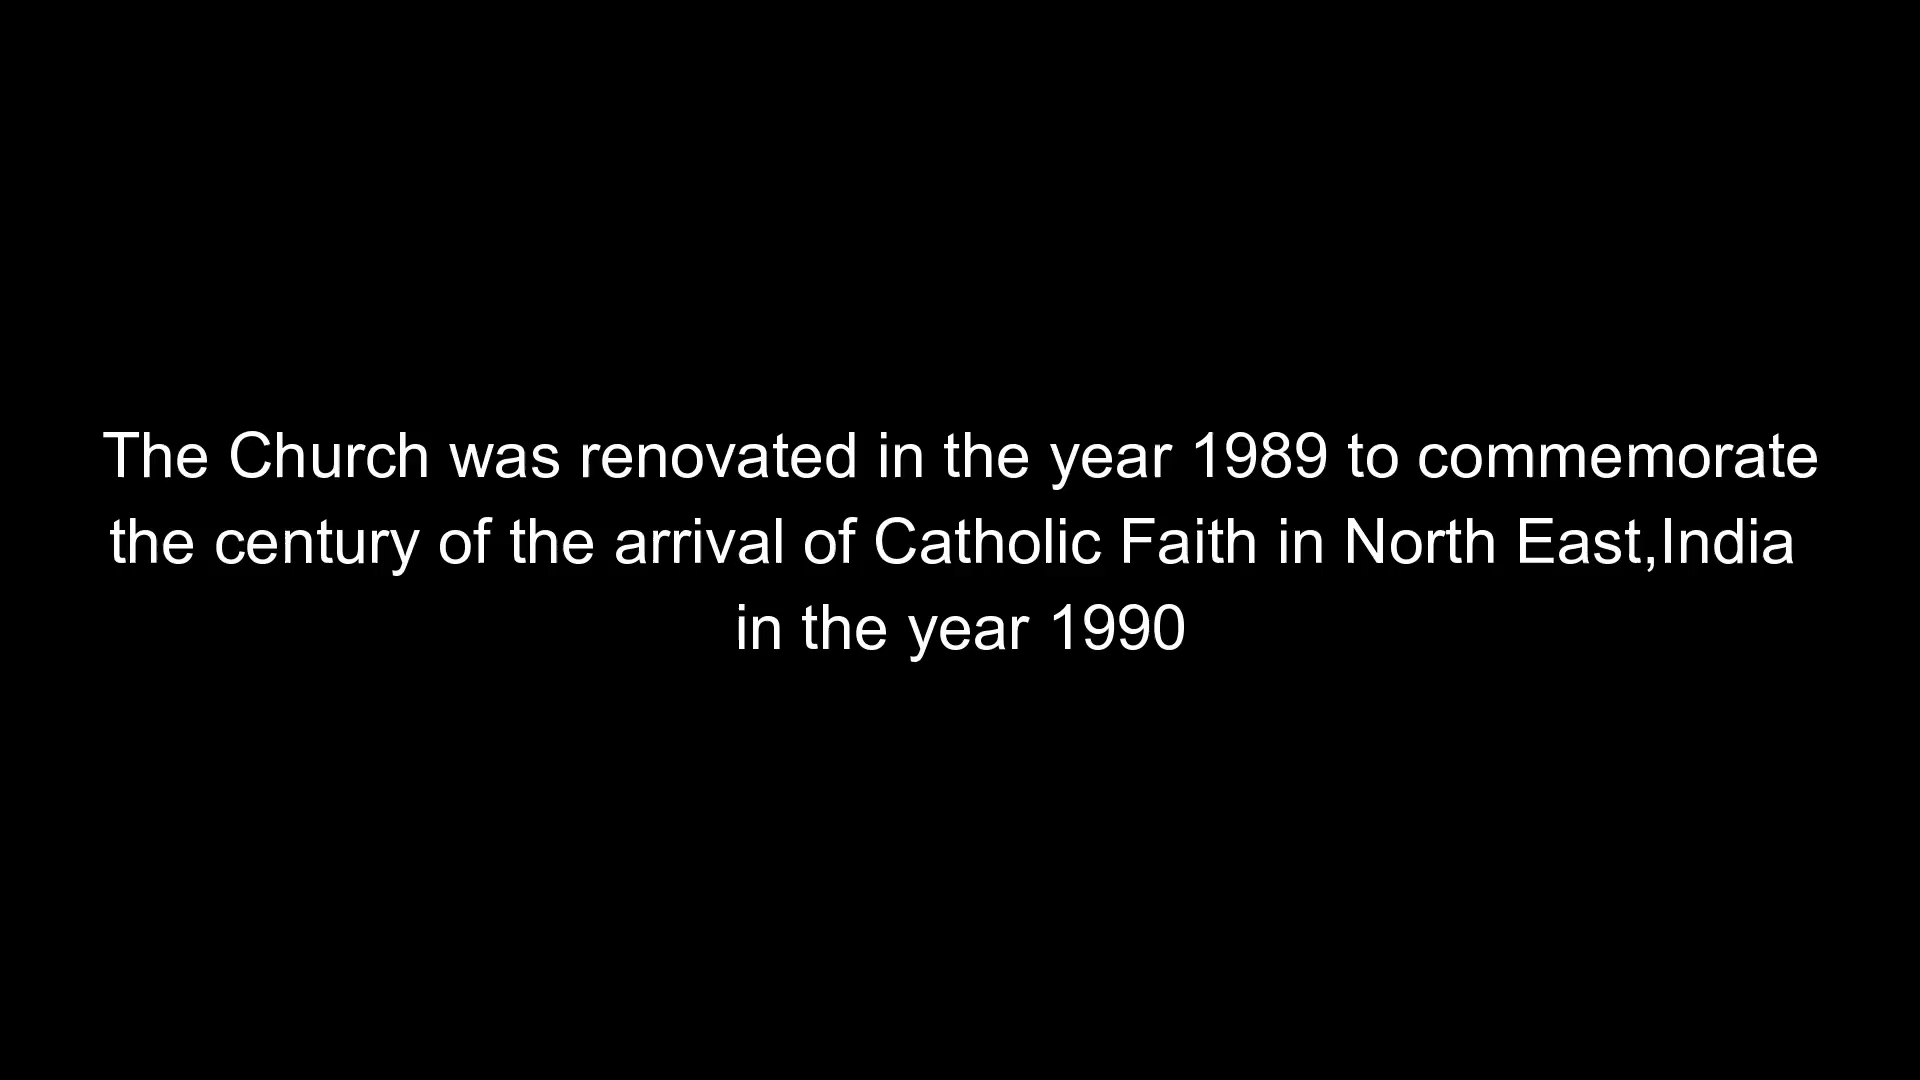 The Church was renovated in the year 1989 to commemorate
the century of the arrival of Catholic Faith in North East,India
in the year 1990